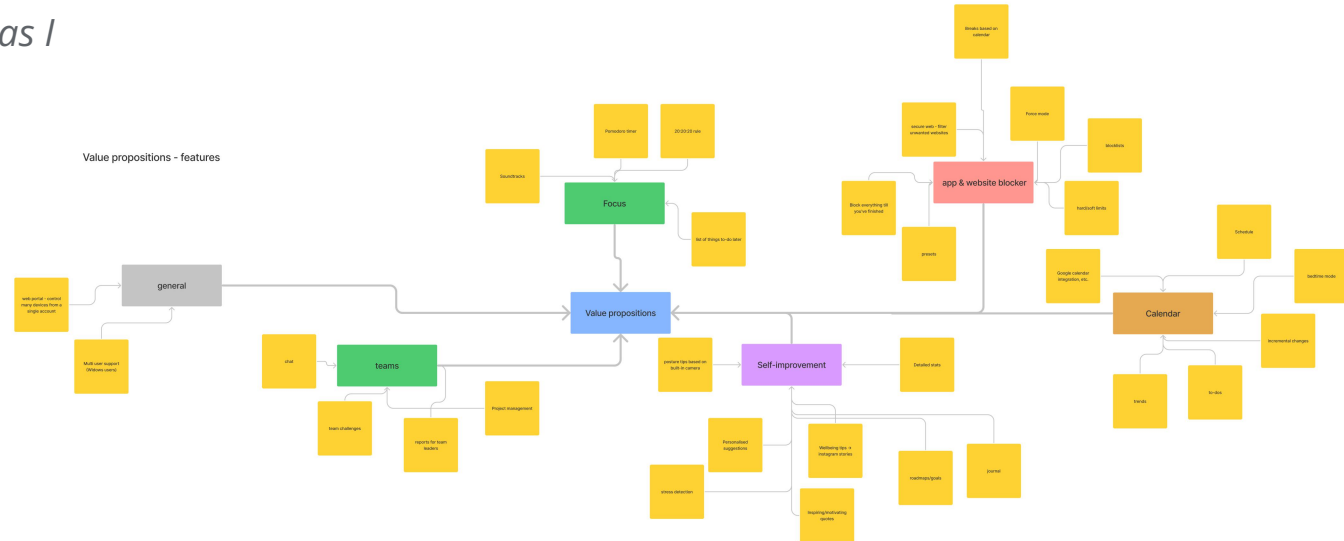 as I
Value propositions - features
Breaks based on
calendar
Pomodoro timer
20:20:20 rule
secure web - filter
unwanted websites
Force mode
blocklists
Soundtracks
app & website blocker
Focus
Block everything till
you've finished
hard/soft limits
list of things to-do later
presets
Schedule
Google calendar
integration, etc.
bedtime mode
general
web portal - control
many devices from a
single account
Value propositions
Calendar
incremental changes
Multi user support
chat
teams
posture tips based on
built-in camera
Self-improvement
Detailed stats
trends
to-dos
Project management
team challenges
reports for team
leaders
Personalised
suggestions
Wellbeing tips →
instagram stories
journal
roadmaps/goals
stress detection
Inspiring/motivating
quotes